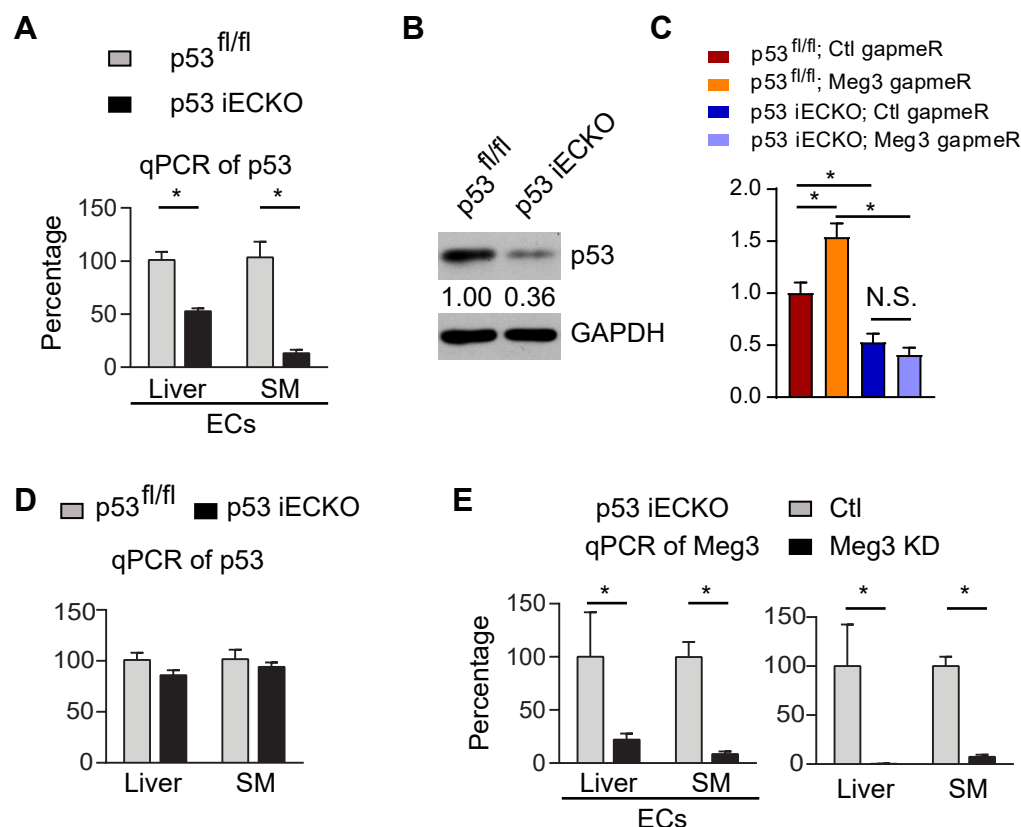 A
p53 fl/fl
p53 iECKO
qPCR of p53
*
*
Percentage
150
100
50
0
Liver
SM
ECs
B
p53 fl/fl
p53 iECKO
p53
1.00 0.36
GAPDH
C
p53 fl/fl; Ctl gapmeR
p53 fl/fl; Meg3 gapmeR
p53 iECKO; Ctl gapmeR
p53 iECKO; Meg3 gapmeR
2.0
1.5
1.0
0.5
0.0
*
*
*
N.S.
D
p53 fl/fl
p53 iECKO
qPCR of p53
150
100
50
0
Liver
SM
E
p53 iECKO
Ctl
qPCR of Meg3
Meg3 KD
Percentage
150
100
50
0
*
*
Liver
SM
ECs
150
100
50
0
*
*
Liver
SM